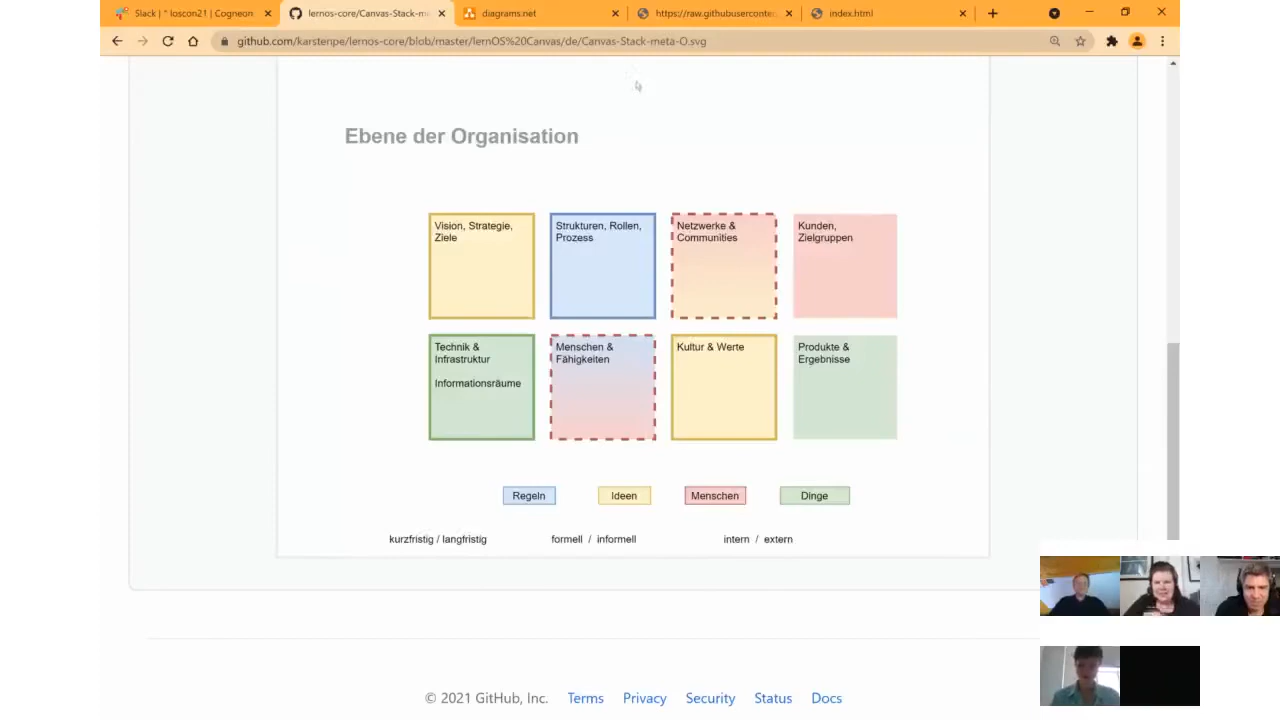 Slack | * loscon21 | Cogneon
lernos-core/Canvas-Stack-m
diagrams.net
https://raw.githubusercontent
index.html
github.com/karstenpe/lernos-core/blob/master/lernOS%20Canvas/de/Canvas-Stack-meta-O.svg
Ebene der Organisation
Vision, Strategie,
Ziele
Strukturen, Rollen,
Prozess
Netzwerke &
Communities
Kunden,
Zielgruppen
Technik &
Infrastruktur
Informationsräume
Menschen &
Fähigkeiten
Kultur & Werte
Produkte &
Ergebnisse
Regeln
Ideen
Menschen
Dinge
kurzfristig / langfristig
formell / informell
intern / extern
© 2021 GitHub, Inc.
Terms
Privacy
Security
Status
Docs